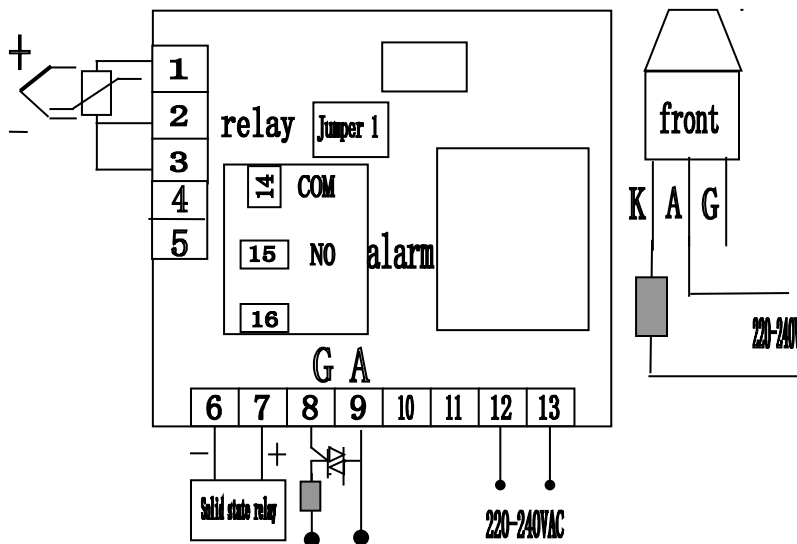 +
1
2
3
4
5
-
relay
Jumper 1
14 COM
15 NO
16
alarm
G A
6 7 8 9 10 11 12 13
- +
Solid state relay
220-240VAC
front
K A G
220-240V